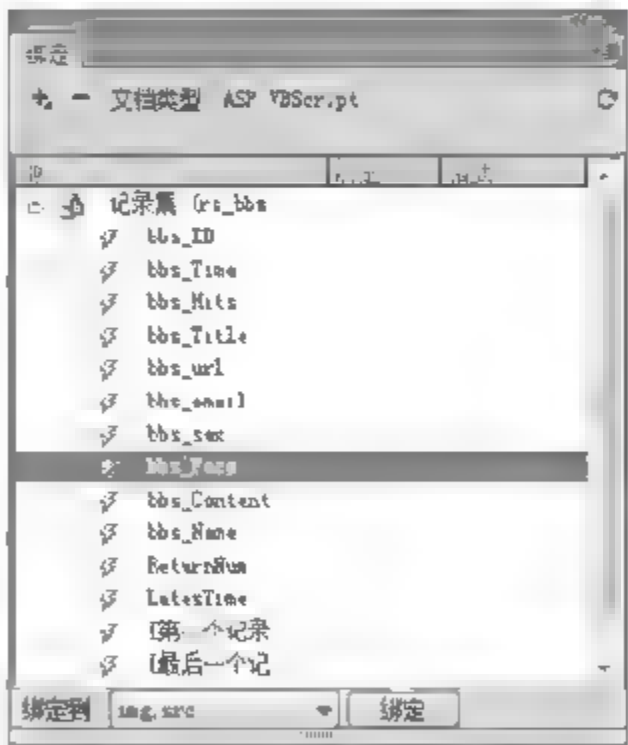 绑定
文档类型 ASP VBScr.pt
记录集 (rs_bbs
bbs_ID
bbs_Time
bbs_Hits
bbs_Title
bbs_url
bbs_email
bbs_sex
bbs_Face
bbs_Content
bbs_Name
ReturnNum
LatesTime
[第一个记录
[最后一个记
绑定到 img.src 绑定